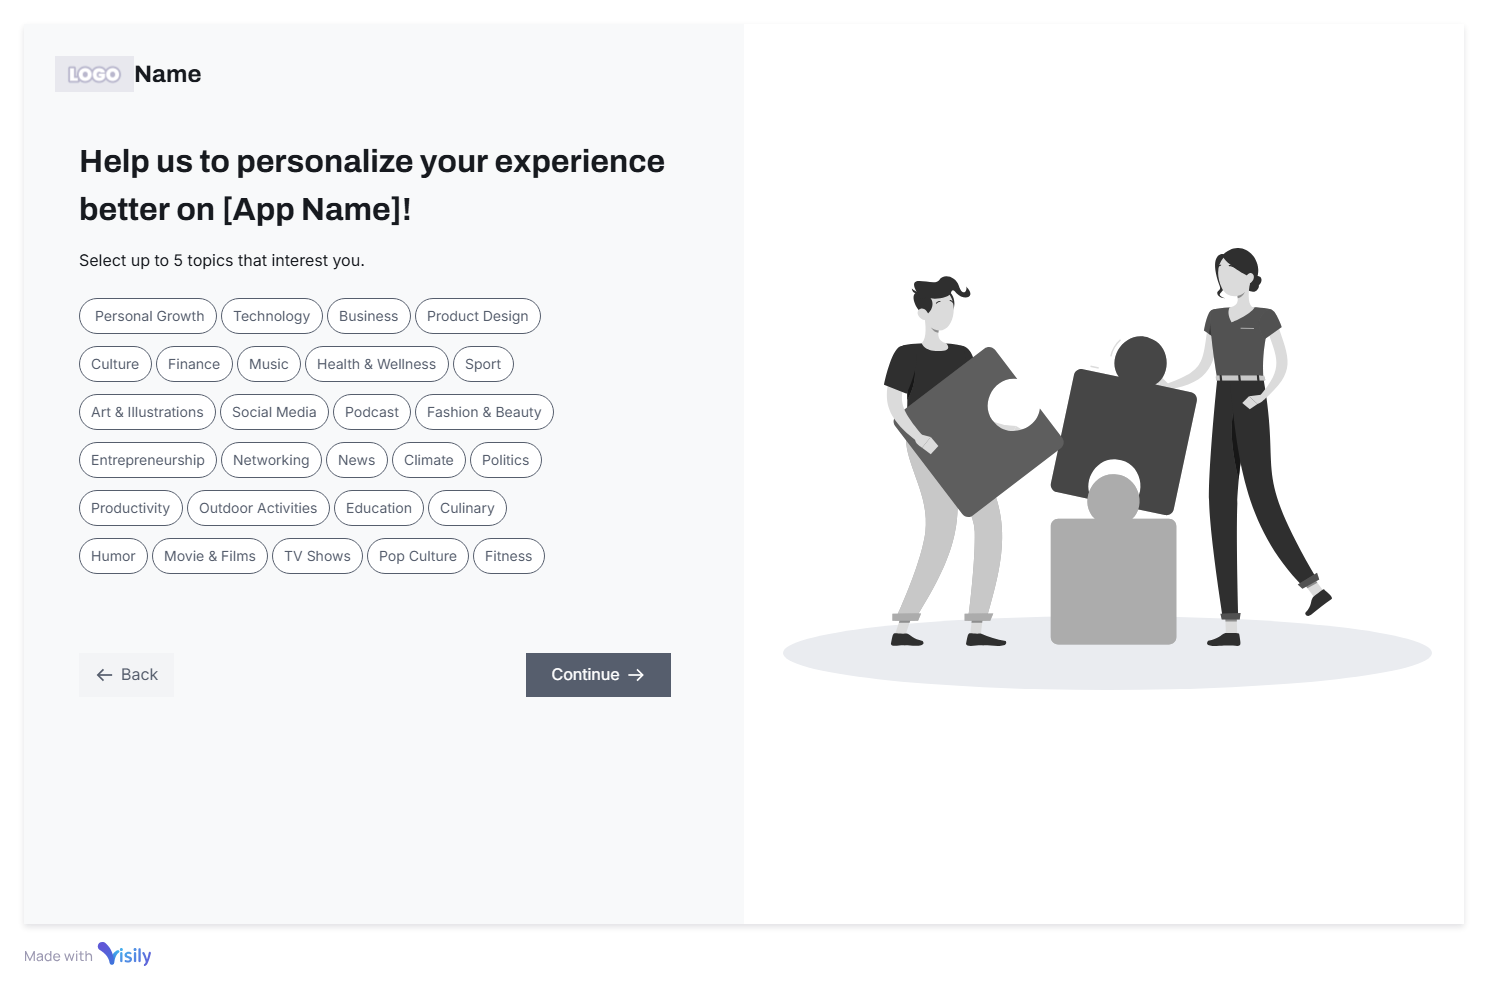 LOGO Name
Help us to personalize your experience
better on [App Name]!
Select up to 5 topics that interest you.
Personal Growth Technology Business Product Design
Culture Finance Music Health & Wellness Sport
Art & Illustrations Social Media Podcast Fashion & Beauty
Entrepreneurship Networking News Climate Politics
Productivity Outdoor Activities Education Culinary
Humor Movie & Films TV Shows Pop Culture Fitness
Back Continue
Made with Visily